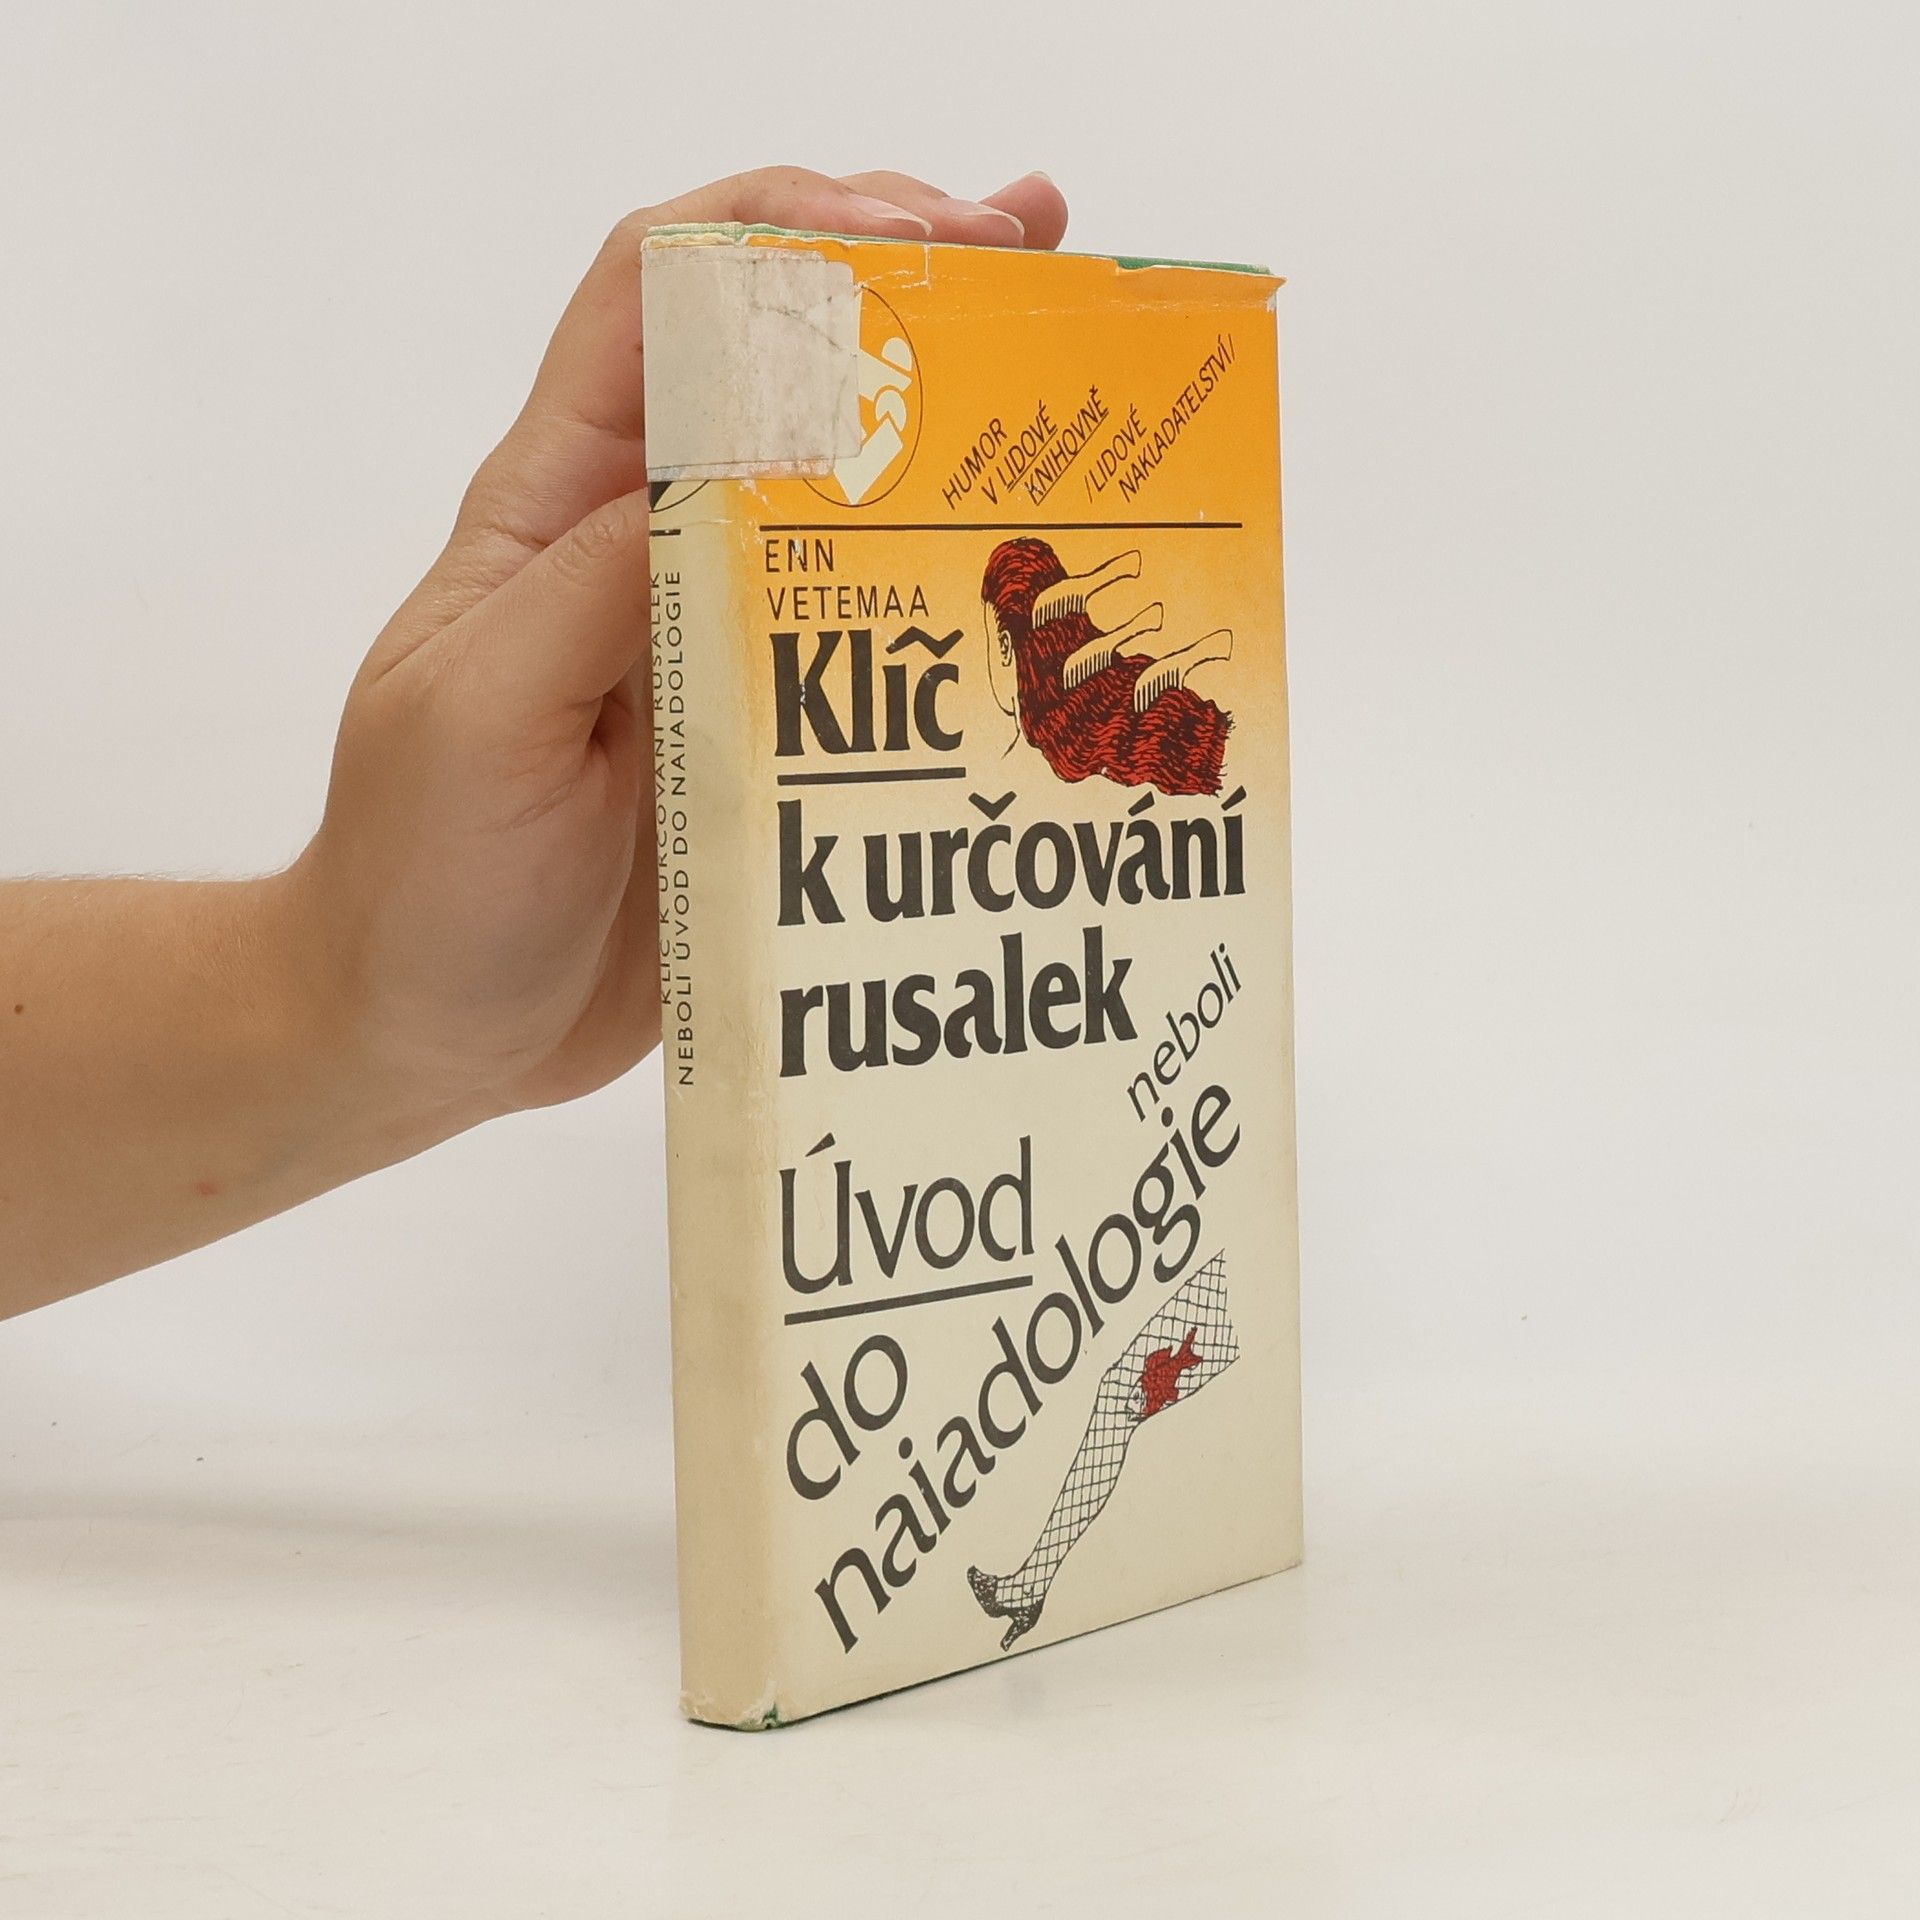 HUMOR
V LIDOVÉ
KNIHOVNĚ
/LIDOVÉ
NAKLADATELSTVÍ/
ENN
VETEMAA
Klíč
k určování
rusalek
neboli
Úvod
do
naiadologie
KLÍČ K URČOVÁNÍ RUSALEK
NEBOLI ÚVOD DO NAIADOLOGIE